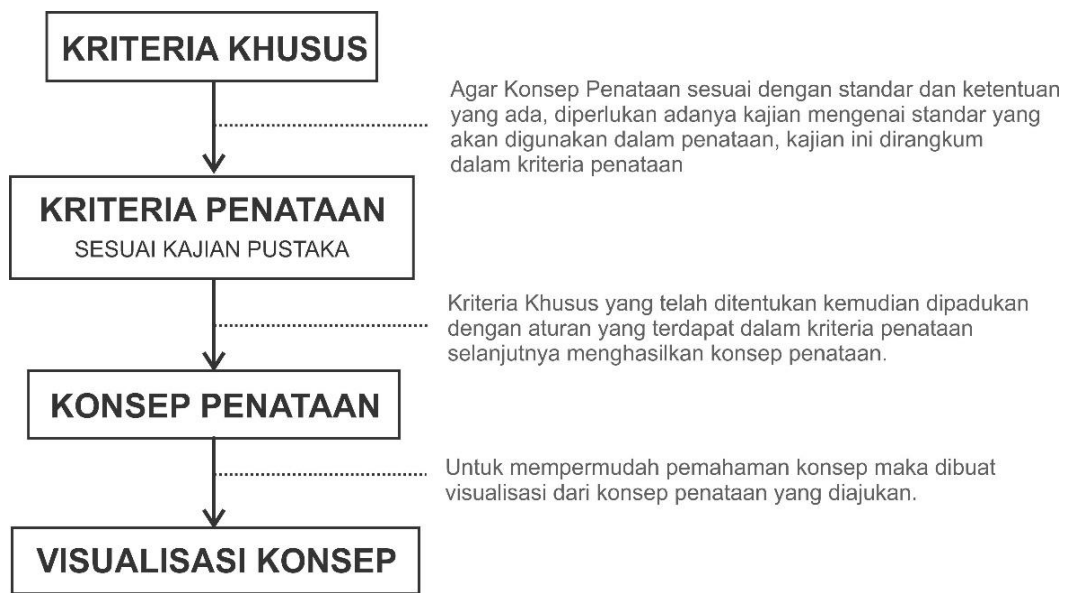 KRITERIA KHUSUS
Agar Konsep Penataan sesuai dengan standar dan ketentuan
yang ada, diperlukan adanya kajian mengenai standar yang
akan digunakan dalam penataan, kajian ini dirangkum
dalam kriteria penataan
KRITERIA PENATAAN
SESUAI KAJIAN PUSTAKA
Kriteria Khusus yang telah ditentukan kemudian dipadukan
dengan aturan yang terdapat dalam kriteria penataan
selanjutnya menghasilkan konsep penataan.
KONSEP PENATAAN
Untuk mempermudah pemahaman konsep maka dibuat
visualisasi dari konsep penataan yang diajukan.
VISUALISASI KONSEP